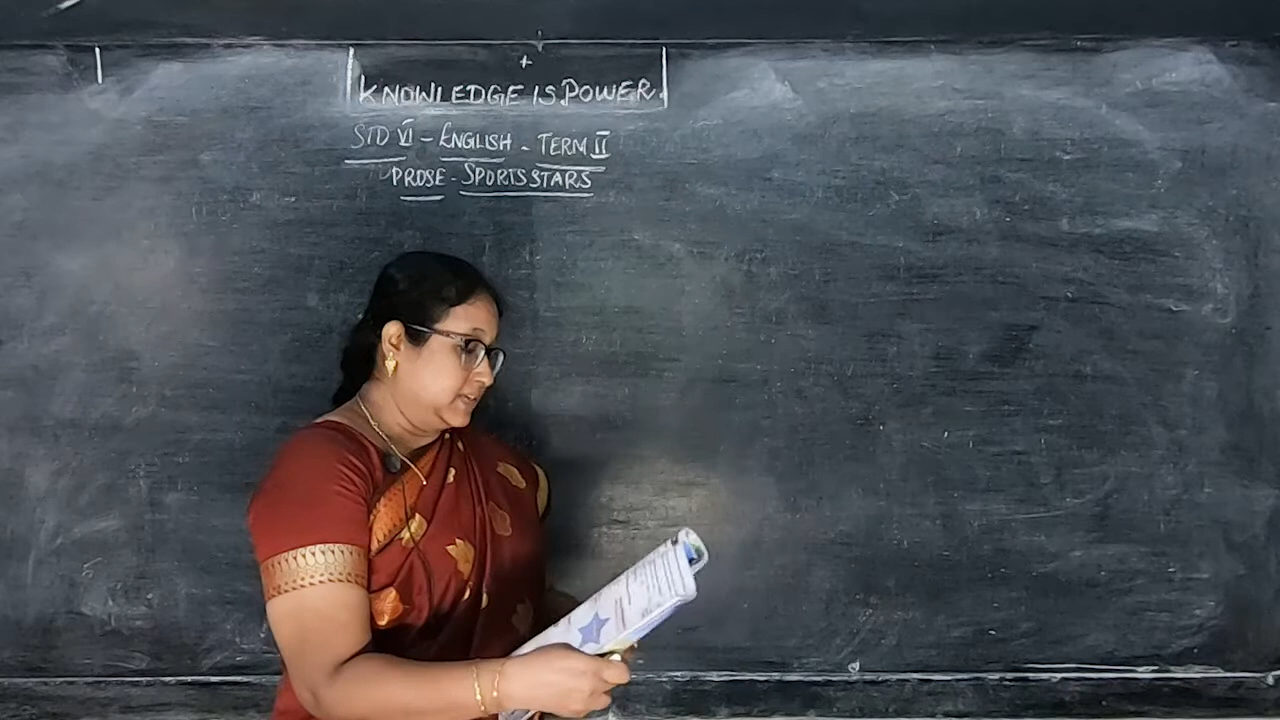 KNOWLEDGE IS POWER.
STD VI - ENGLISH - TERM II
PROSE - SPORTS STARS